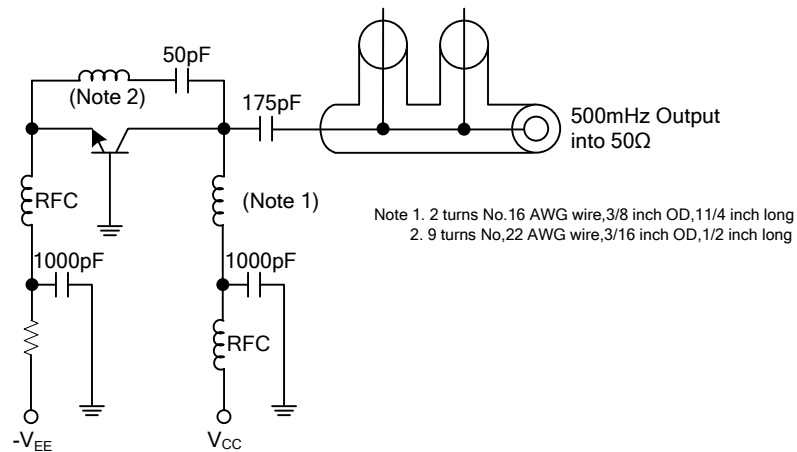 50pF
(Note 2)
175pF
500mHz Output
into 50Ω
RFC
(Note 1)
Note 1. 2 turns No.16 AWG wire,3/8 inch OD,11/4 inch long
2. 9 turns No,22 AWG wire,3/16 inch OD,1/2 inch long
1000pF
1000pF
RFC
-VEE
VCC